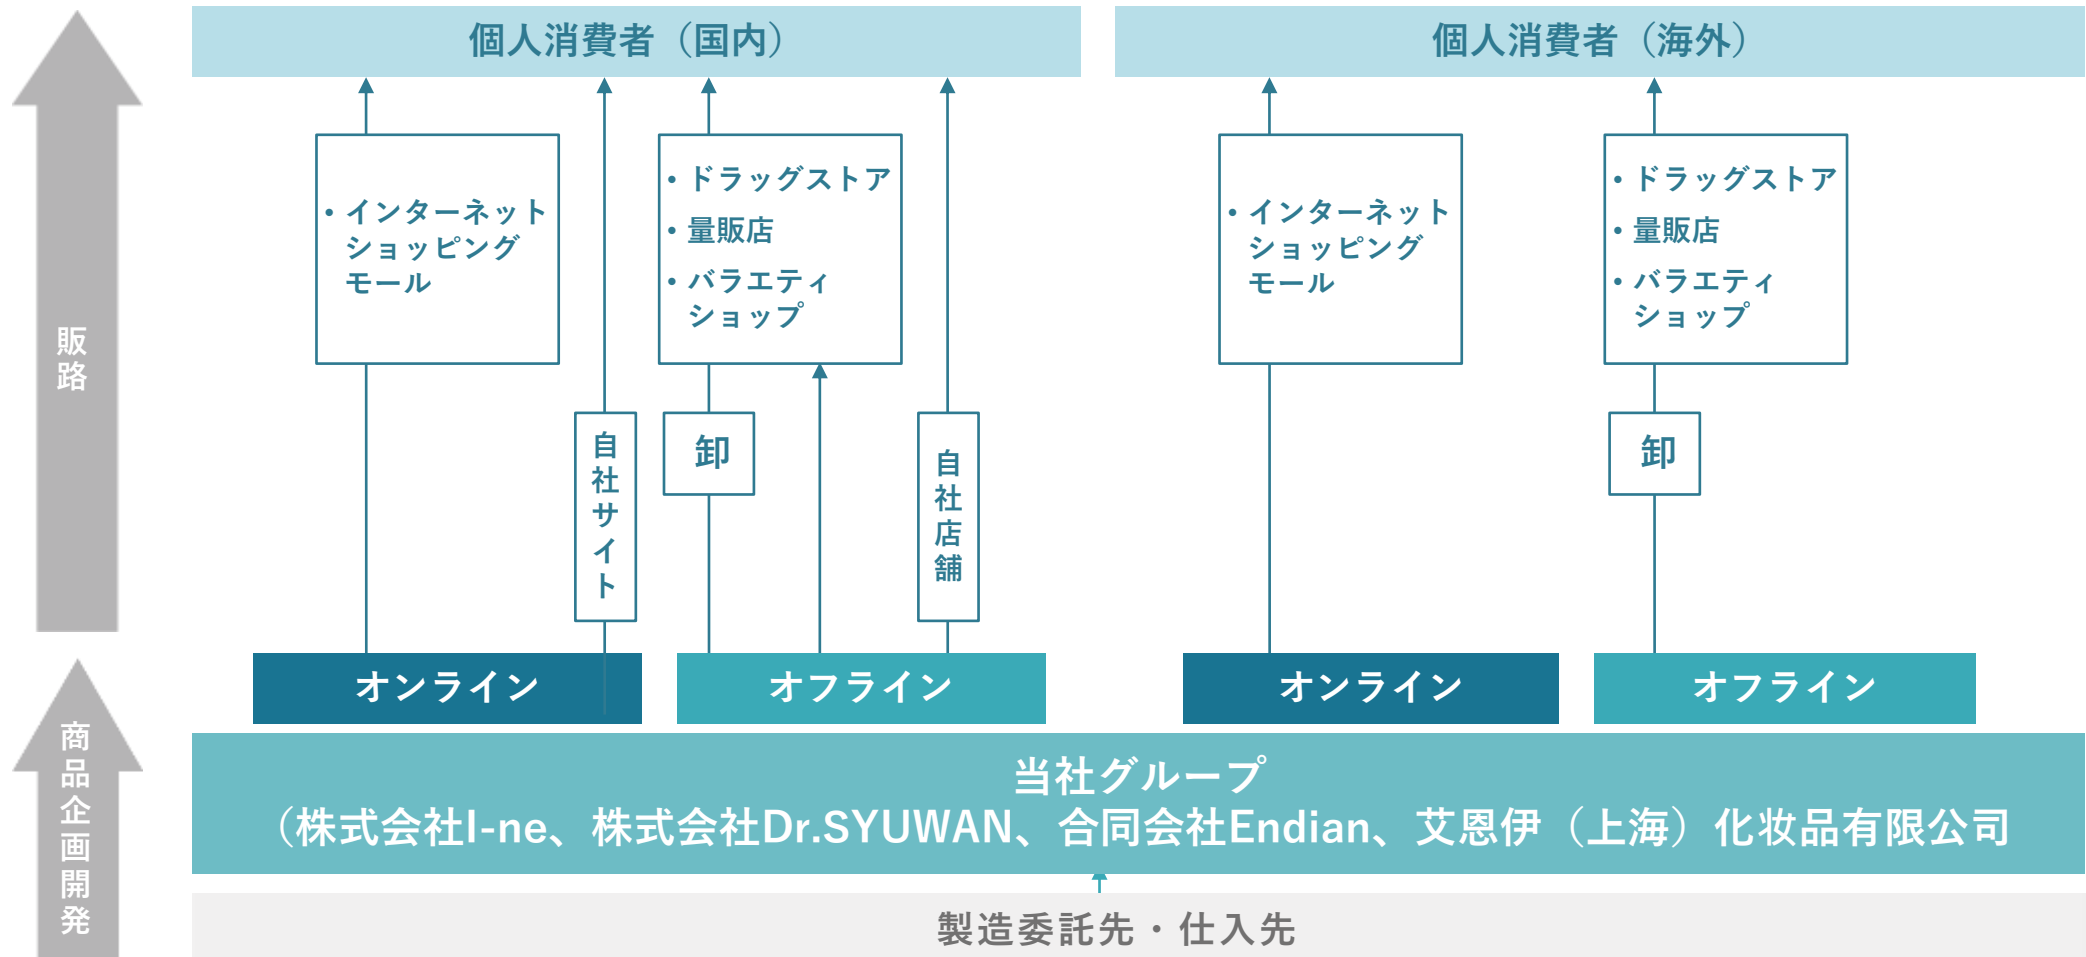 個人消費者（国内）
個人消費者（海外）
・インターネット
ショッピング
モール
・ドラッグストア
・量販店
・バラエティ
ショップ
・インターネット
ショッピング
モール
・ドラッグストア
・量販店
・バラエティ
ショップ
販路
自社サイト
卸
自社店舗
卸
オンライン
オフライン
オンライン
オフライン
商品企画開発
当社グループ
（株式会社I-ne、株式会社Dr.SYUWAN、合同会社Endian、艾恩伊（上海）化妆品有限公司
製造委託先・仕入先